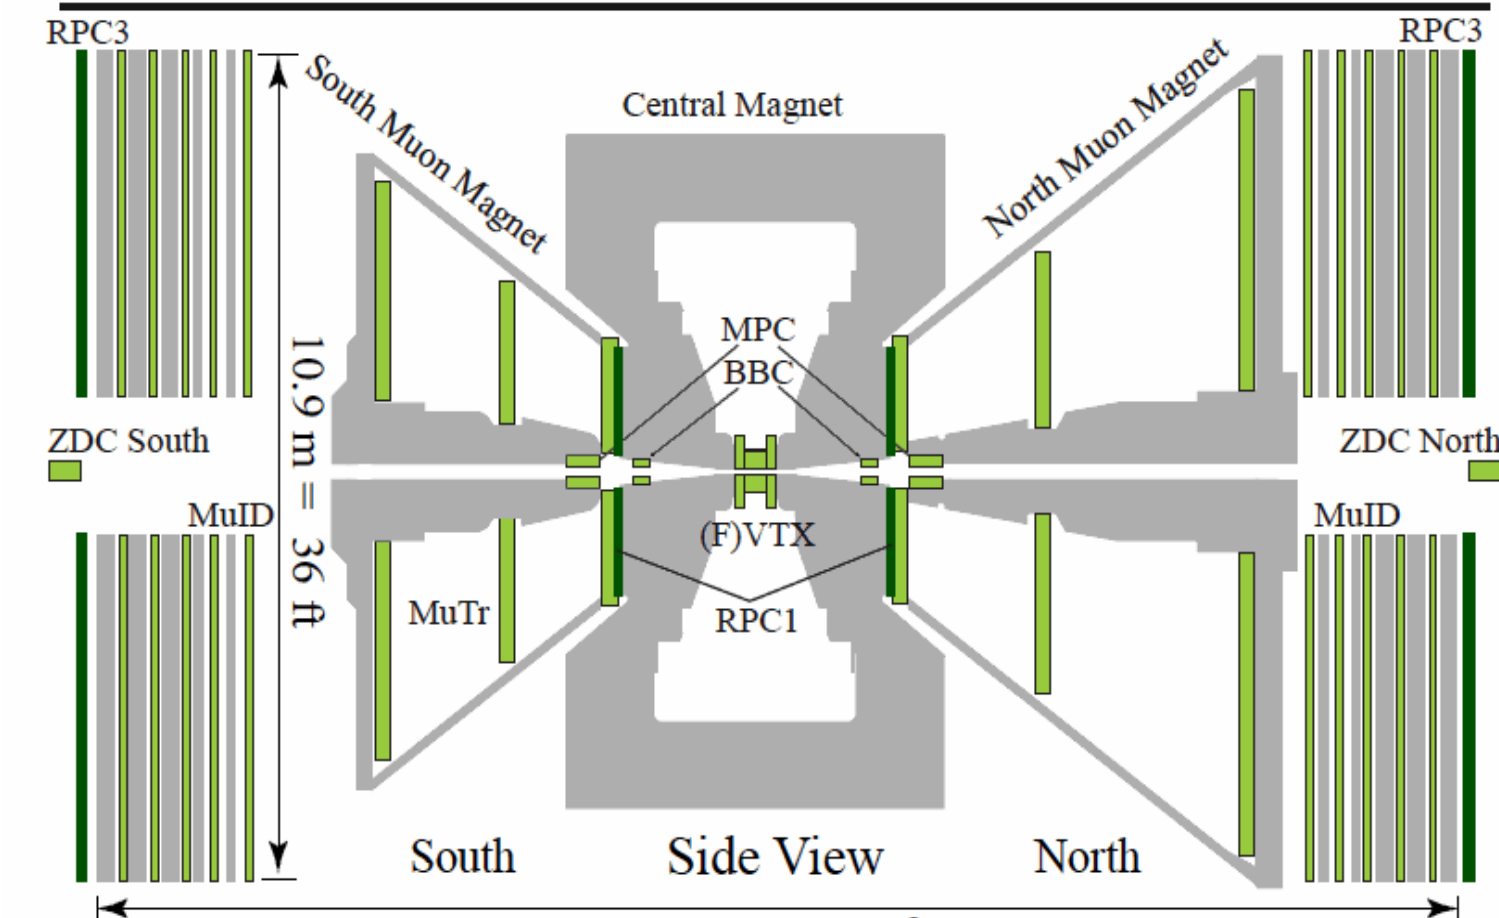 RPC3
RPC3
South Muon Magnet
Central Magnet
North Muon Magnet
MPC
BBC
10.9 m = 36 ft
ZDC South
ZDC North
MuID
MuID
(F)VTX
MuTr
RPC1
South
Side View
North